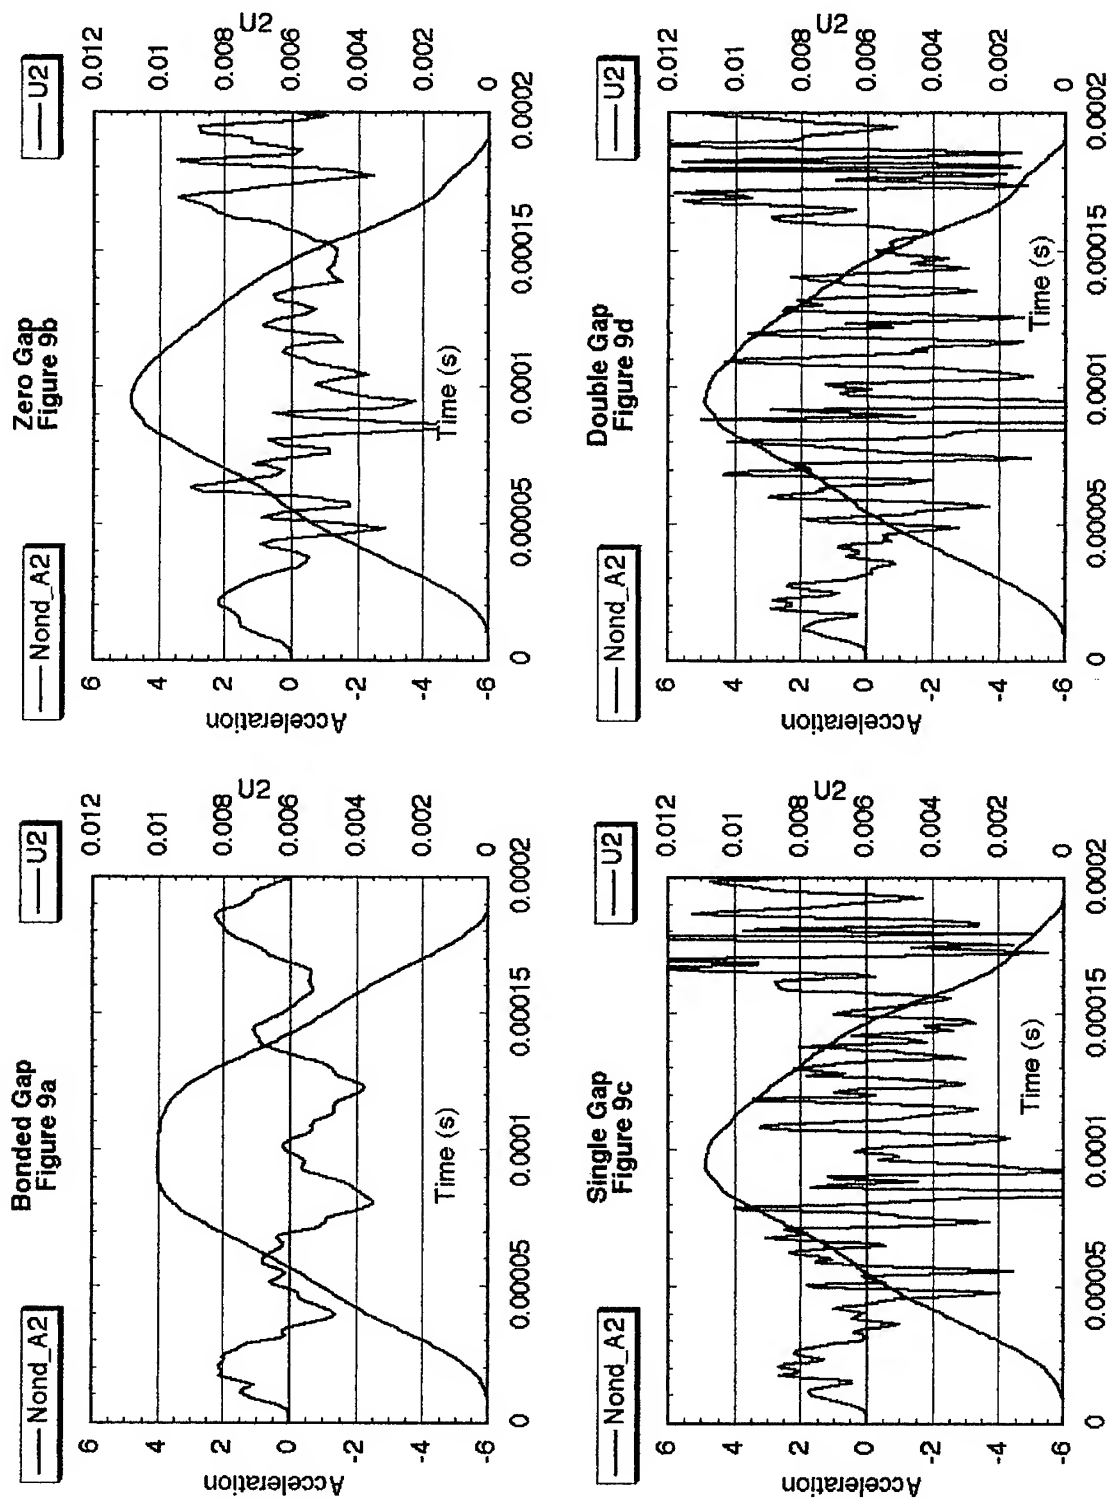 Bonded Gap
Figure 9a
Nond_A2
U2
Acceleration
6
4
2
0
-2
-4
-6
U2
0.012
0.01
0.008
0.006
0.004
0.002
0
Time (s)
0
0.00005
0.0001
0.00015
0.0002
Zero Gap
Figure 9b
Nond_A2
U2
Acceleration
6
4
2
0
-2
-4
-6
U2
0.012
0.01
0.008
0.006
0.004
0.002
0
Time (s)
0
0.00005
0.0001
0.00015
0.0002
Single Gap
Figure 9c
Nond_A2
U2
Acceleration
6
4
2
0
-2
-4
-6
U2
0.012
0.01
0.008
0.006
0.004
0.002
0
Time (s)
0
0.00005
0.0001
0.00015
0.0002
Double Gap
Figure 9d
Nond_A2
U2
Acceleration
6
4
2
0
-2
-4
-6
U2
0.012
0.01
0.008
0.006
0.004
0.002
0
Time (s)
0
0.00005
0.0001
0.00015
0.0002